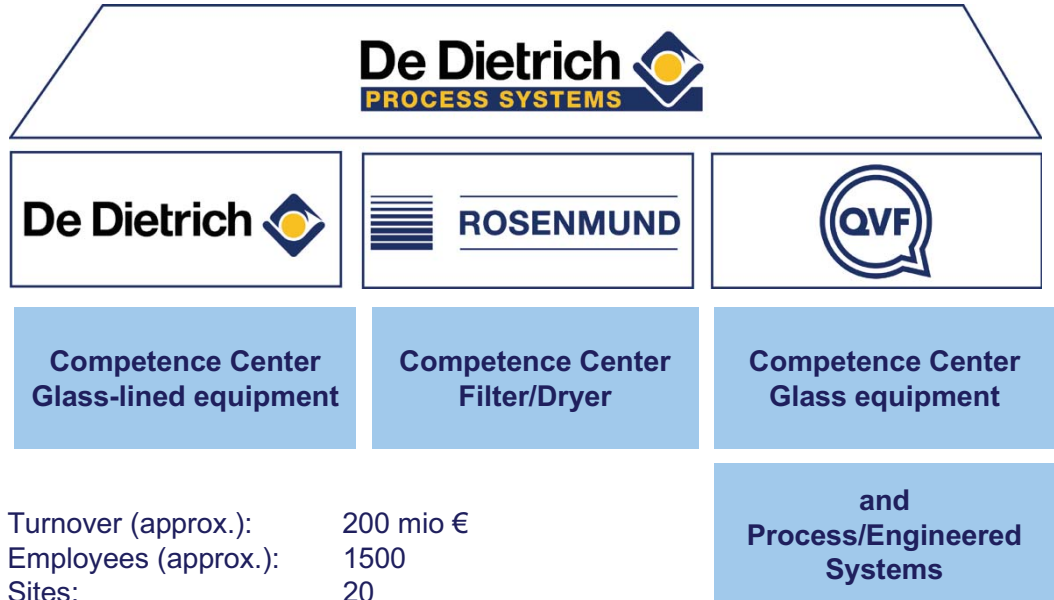 De Dietrich
PROCESS SYSTEMS
De Dietrich
ROSENMUND
QVF
Competence Center
Glass-lined equipment
Competence Center
Filter/Dryer
Competence Center
Glass equipment
and
Process/Engineered
Systems
Turnover (approx.): 200 mio €
Employees (approx.): 1500
Sites: 20